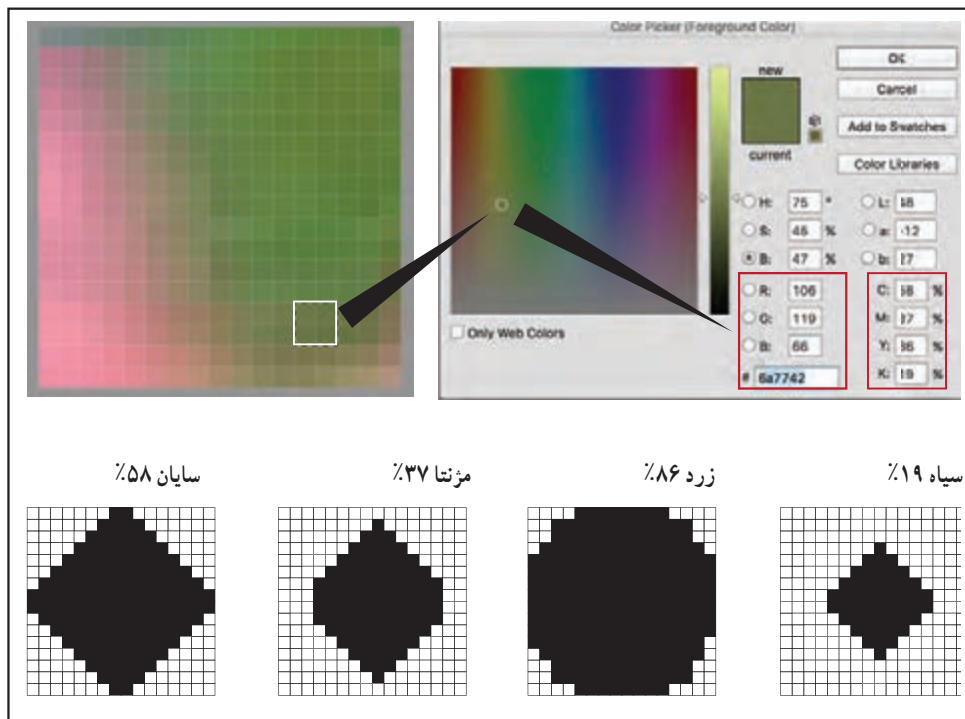 Color Picker (Foreground Color)
new
current
OK
Cancel
Add to Swatches
Color Libraries
H: 75 °
S: 45 %
B: 47 %
R: 106
G: 119
B: 66
# 6a7742
L:
a: -12
b:
C: %
M: %
Y: %
K: %
Only Web Colors
سایان ۵۸٪
مژنتا ۳۷٪
زرد ۸۶٪
سیاه ۱۹٪